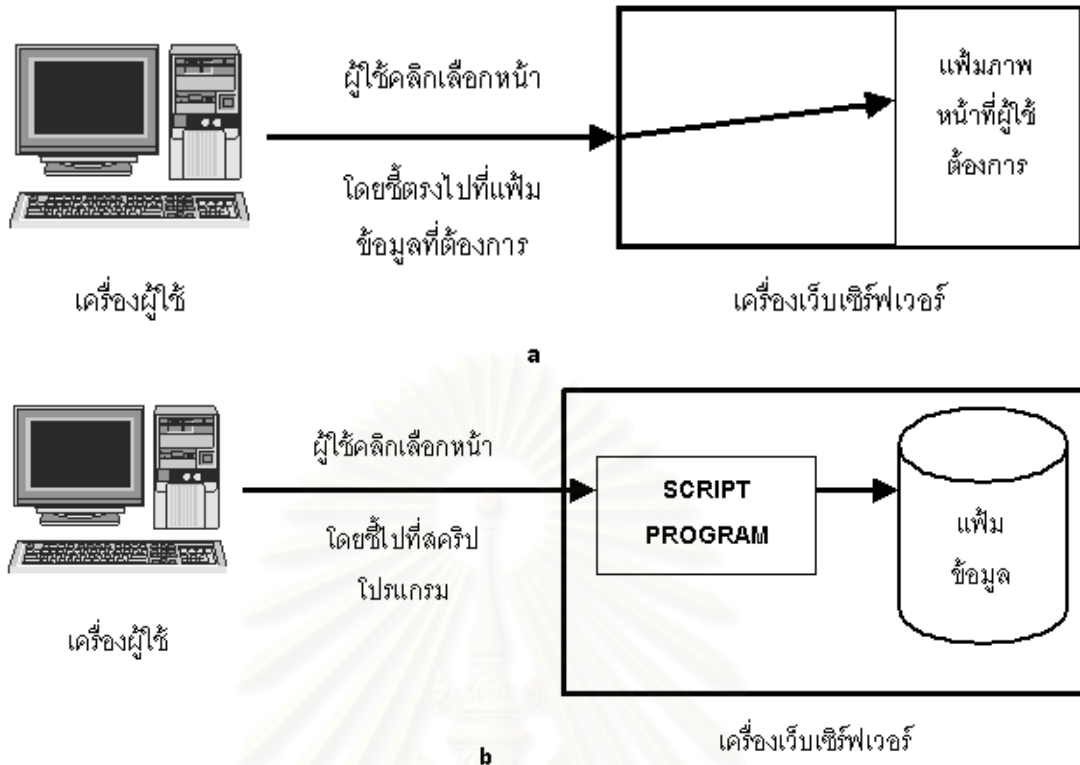 ผู้ใช้คลิกเลือกหน้า
โดยชี้ตรงไปที่แฟ้ม
ข้อมูลที่ต้องการ
แฟ้มภาพ
หน้าที่ผู้ใช้
ต้องการ
เครื่องผู้ใช้
เครื่องเว็บเซิร์ฟเวอร์
a
ผู้ใช้คลิกเลือกหน้า
โดยชี้ไปที่สคริป
โปรแกรม
SCRIPT
PROGRAM
แฟ้ม
ข้อมูล
เครื่องผู้ใช้
เครื่องเว็บเซิร์ฟเวอร์
b